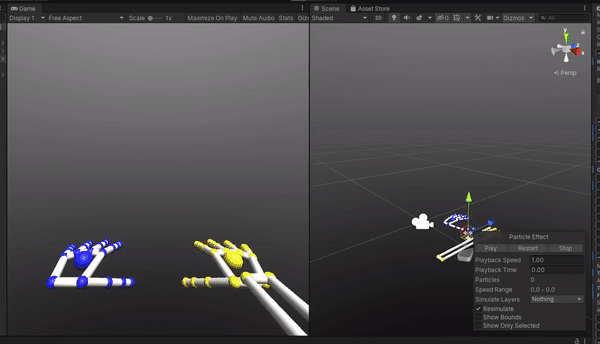 Game
Display 1 Free Aspect Scale 1x Maximize On Play Mute Audio Stats Giz
Scene Asset Store
Shaded 2D 0 Gizmos All
y
z
x
Persp
Particle Effect
Play Restart Stop
Playback Speed 1.00
Playback Time 0.00
Particles 0
Speed Range 0.0 - 0.0
Simulate Layers Nothing
Resimulate
Show Bounds
Show Only Selected